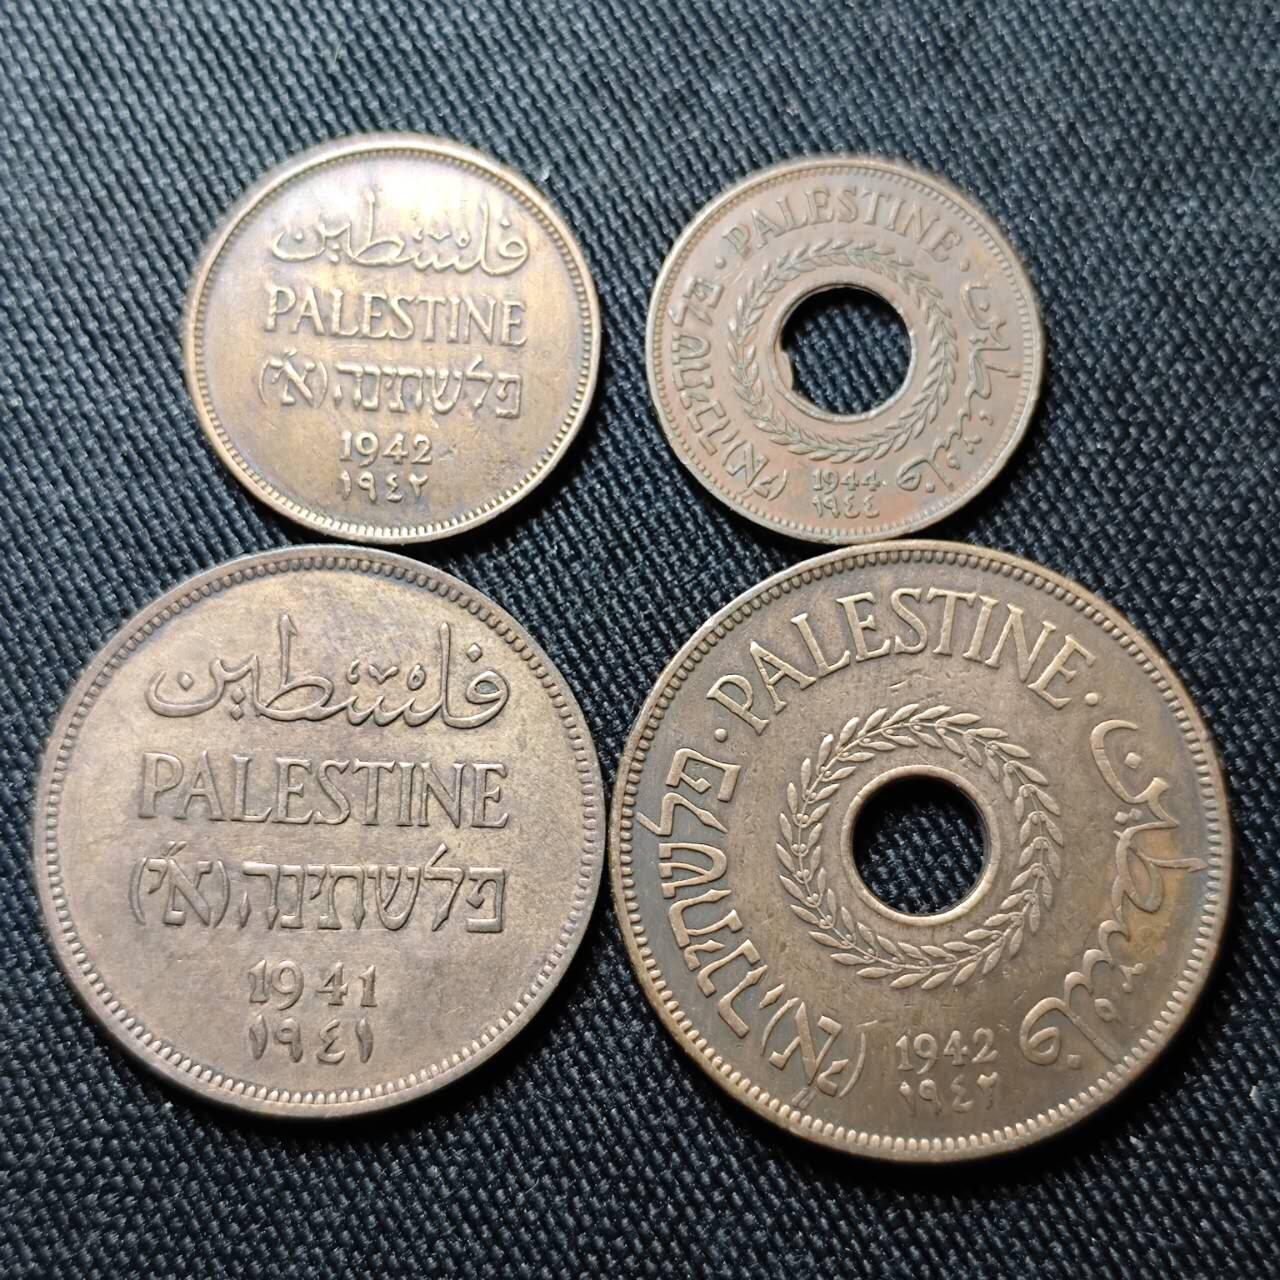 فلسطين
PALESTINE
פלשתינה (א״י)
1942
١٩٤٢
· PALESTINE ·
פלשתינה (א״י)
فلسطين
1944
١٩٤٤
فلسطين
PALESTINE
פלשתינה (א״י)
1941
١٩٤١
· PALESTINE ·
פלשתינה (א״י)
فلسطين
1942
١٩٤٢